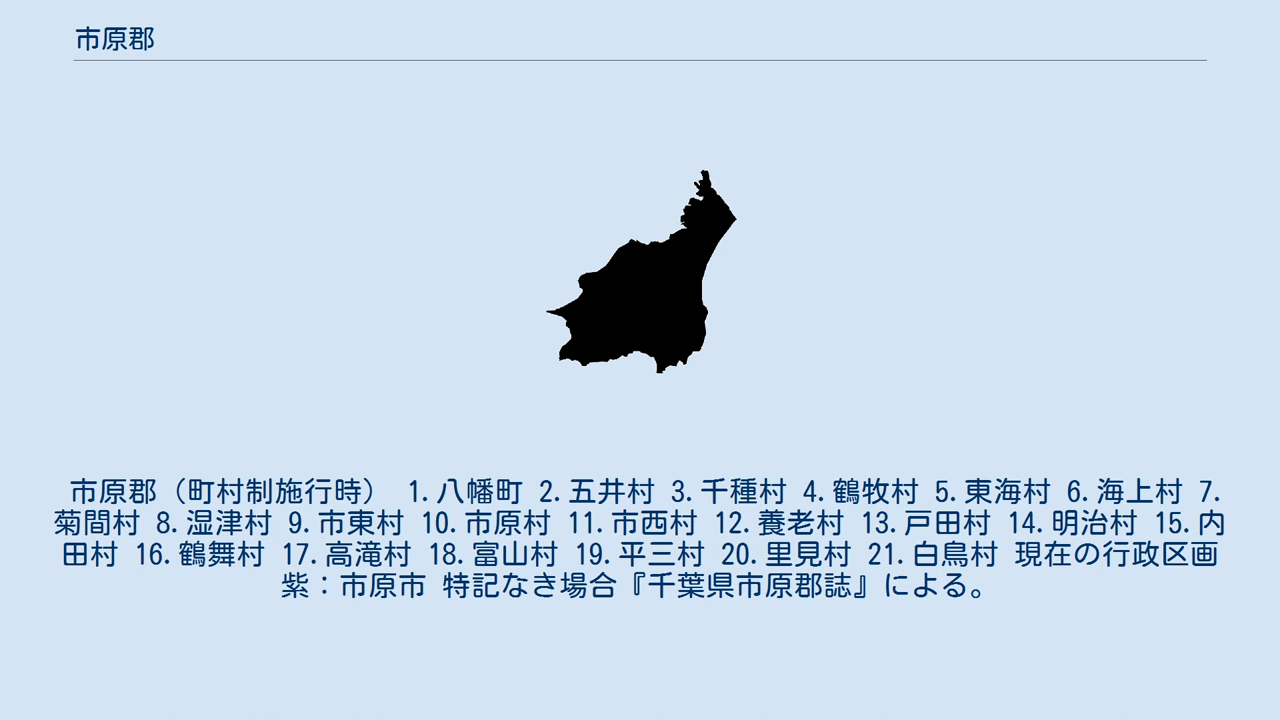 市原郡
市原郡（町村制施行時） 1.八幡町 2.五井村 3.千種村 4.鶴牧村 5.東海村 6.海上村 7.
菊間村 8.湿津村 9.市東村 10.市原村 11.市西村 12.養老村 13.戸田村 14.明治村 15.内
田村 16.鶴舞村 17.高滝村 18.富山村 19.平三村 20.里見村 21.白鳥村 現在の行政区画
紫：市原市 特記なき場合『千葉県市原郡誌』による。